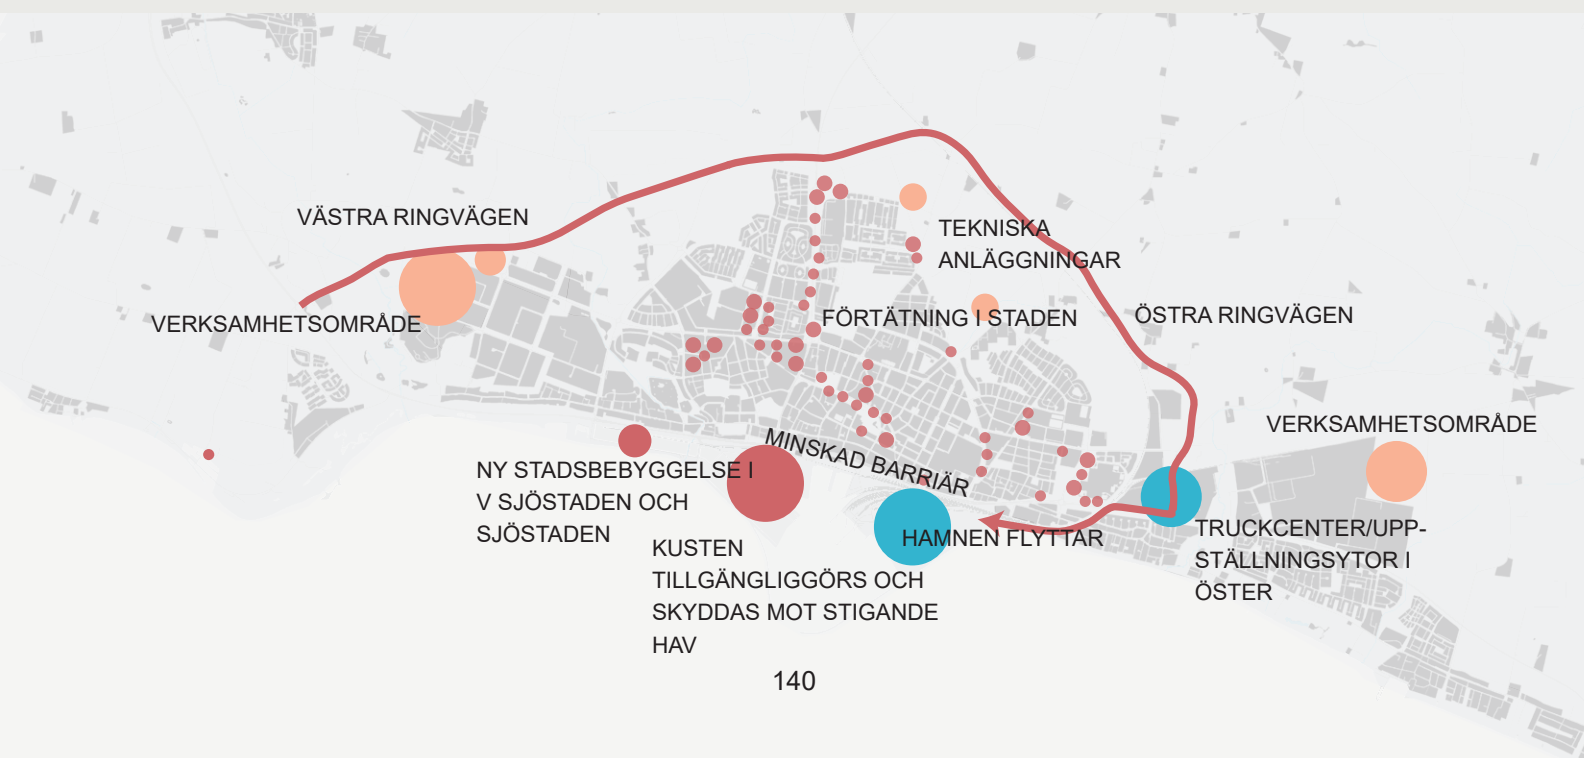 VÄSTRA RINGVÄGEN
TEKNISKA
ANLÄGGNINGAR
VERKSAMHETSOMRÅDE
FÖRTÄTNING I STADEN
ÖSTRA RINGVÄGEN
VERKSAMHETSOMRÅDE
MINSKAD BARRIÄR
NY STADSBEBYGGELSE I
V SJÖSTADEN OCH
SJÖSTADEN
HAMNEN FLYTTAR
TRUCKCENTER/UPP-
STÄLLNINGSYTOR I
ÖSTER
KUSTEN
TILLGÄNGLIGGÖRS OCH
SKYDDAS MOT STIGANDE
HAV
140